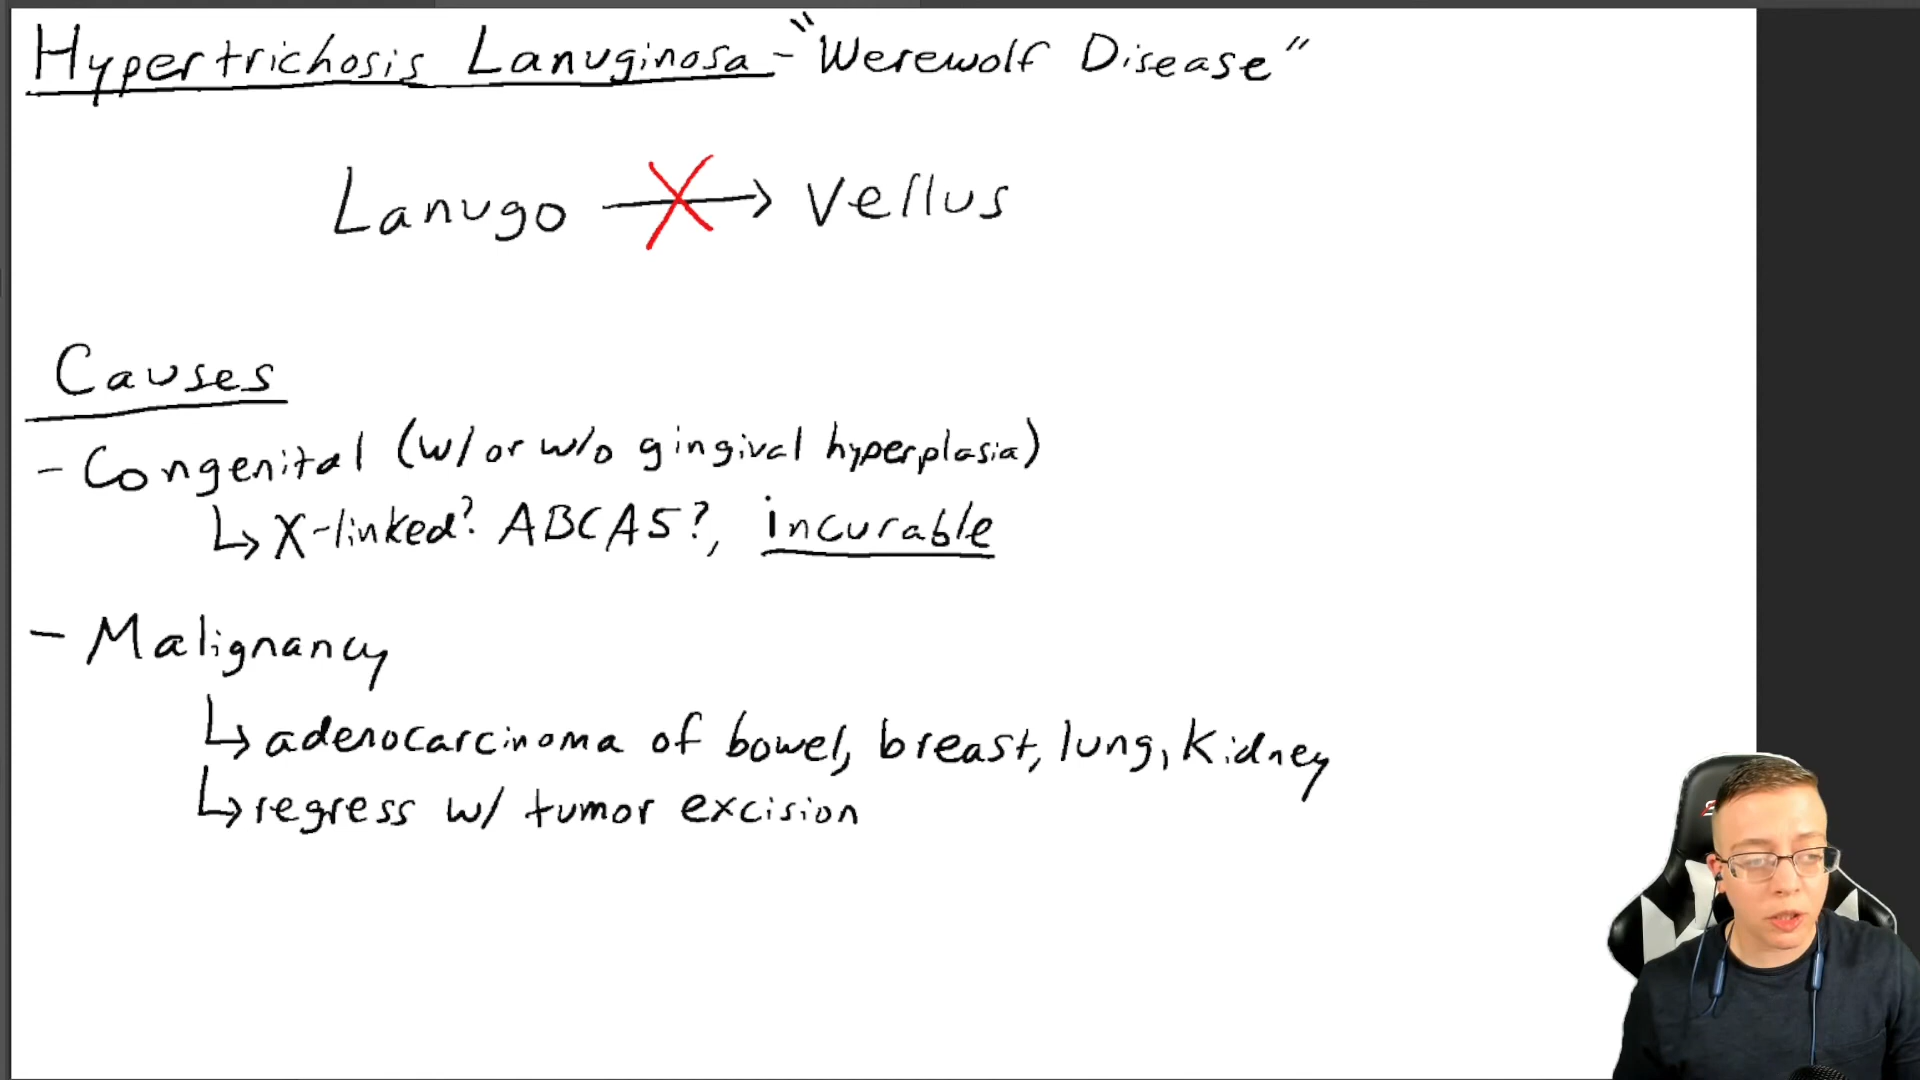 Hypertrichosis Lanuginosa - "Werewolf Disease"
Lanugo → Vellus
Causes
- Congenital (w/ or w/o gingival hyperplasia)
↳ X-linked? ABCA5?, incurable
- Malignancy
↳ adenocarcinoma of bowel, breast, lung, kidney
↳ regress w/ tumor excision